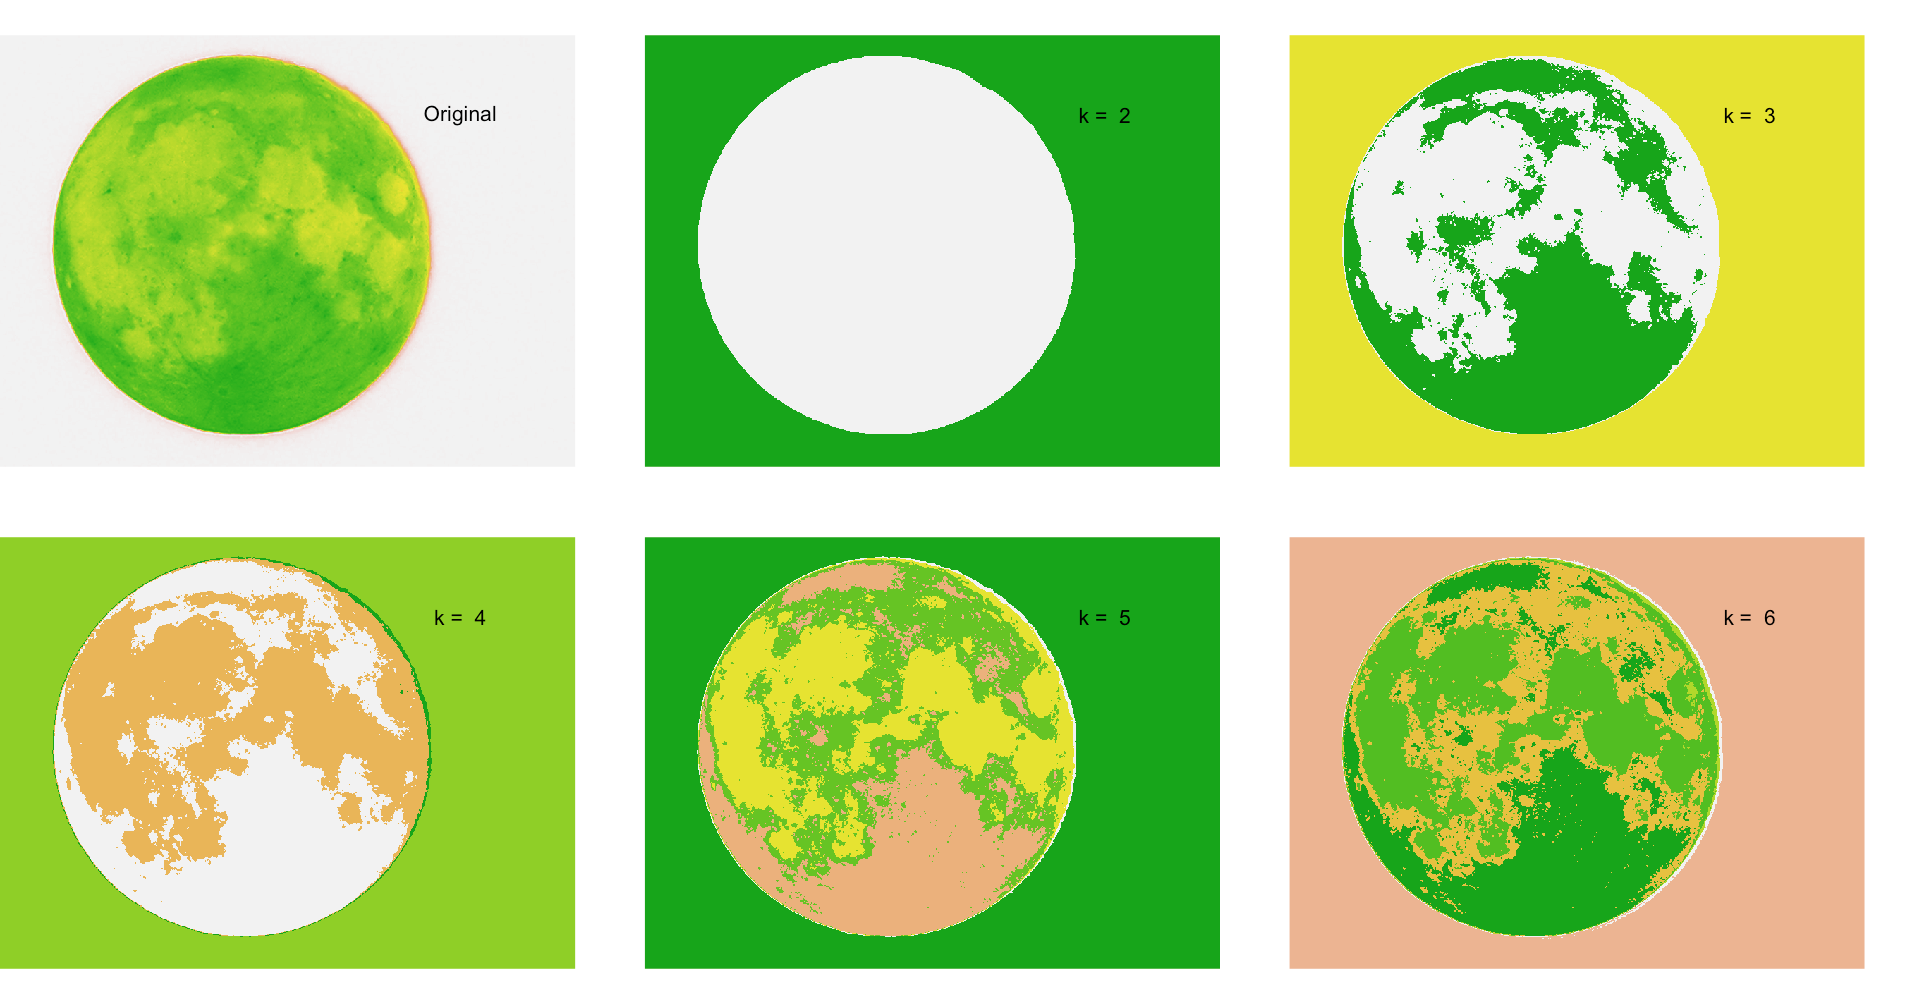 Original
k =  2
k =  3
k =  4
k =  5
k =  6